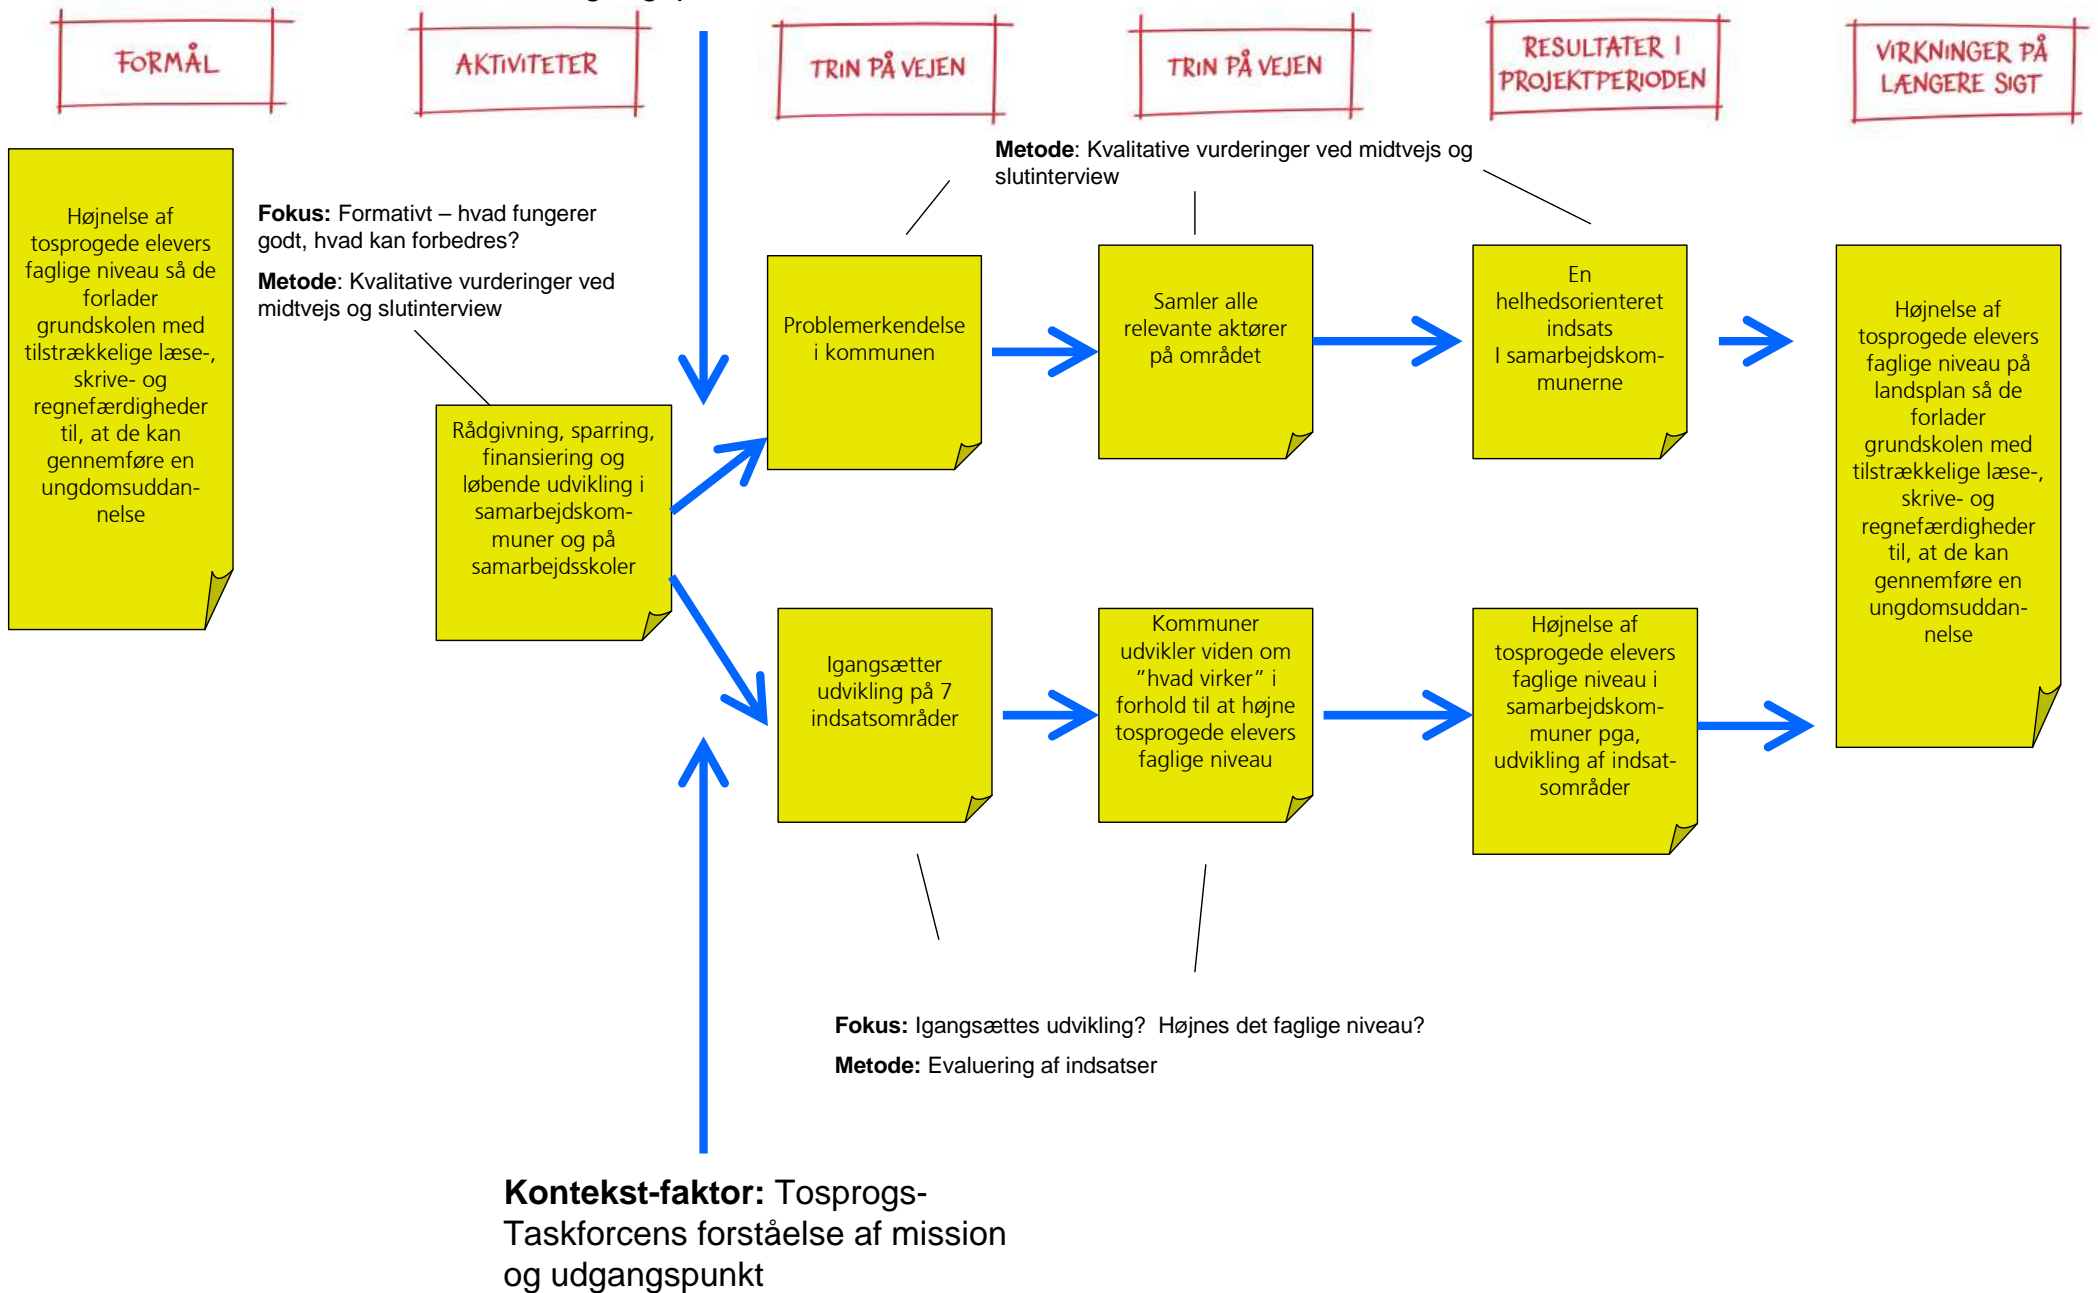 FORMÅL
AKTIVITETER
TRIN PÅ VEJEN
TRIN PÅ VEJEN
RESULTATER I
PROJEKTPERIODEN
VIRKNINGER PÅ
LÆNGERE SIGT
Højnelse af
tosprogede elevers
faglige niveau så de
forlader
grundskolen med
tilstrækkelige læse-,
skrive- og
regnefærdigheder
til, at de kan
gennemføre en
ungdomsuddan-
nelse
Fokus: Formativt – hvad fungerer
godt, hvad kan forbedres?
Metode: Kvalitative vurderinger ved
midtvejs og slutinterview
Rådgivning, sparring,
finansiering og
løbende udvikling i
samarbejdskom-
muner og på
samarbejdsskoler
Metode: Kvalitative vurderinger ved midtvejs og
slutinterview
Problemerkendelse
i kommunen
Samler alle
relevante aktører
på området
En
helhedsorienteret
indsats
I samarbejdskom-
munerne
Højnelse af
tosprogede elevers
faglige niveau på
landsplan så de
forlader
grundskolen med
tilstrækkelige læse-,
skrive- og
regnefærdigheder
til, at de kan
gennemføre en
ungdomsuddan-
nelse
Igangsætter
udvikling på 7
indsatsområder
Kommuner
udvikler viden om
”hvad virker” i
forhold til at højne
tosprogede elevers
faglige niveau
Højnelse af
tosprogede elevers
faglige niveau i
samarbejdskom-
muner pga,
udvikling af indsat-
sområder
Fokus: Igangsættes udvikling?  Højnes det faglige niveau?
Metode: Evaluering af indsatser
Kontekst-faktor: Tosprogs-
Taskforcens forståelse af mission
og udgangspunkt